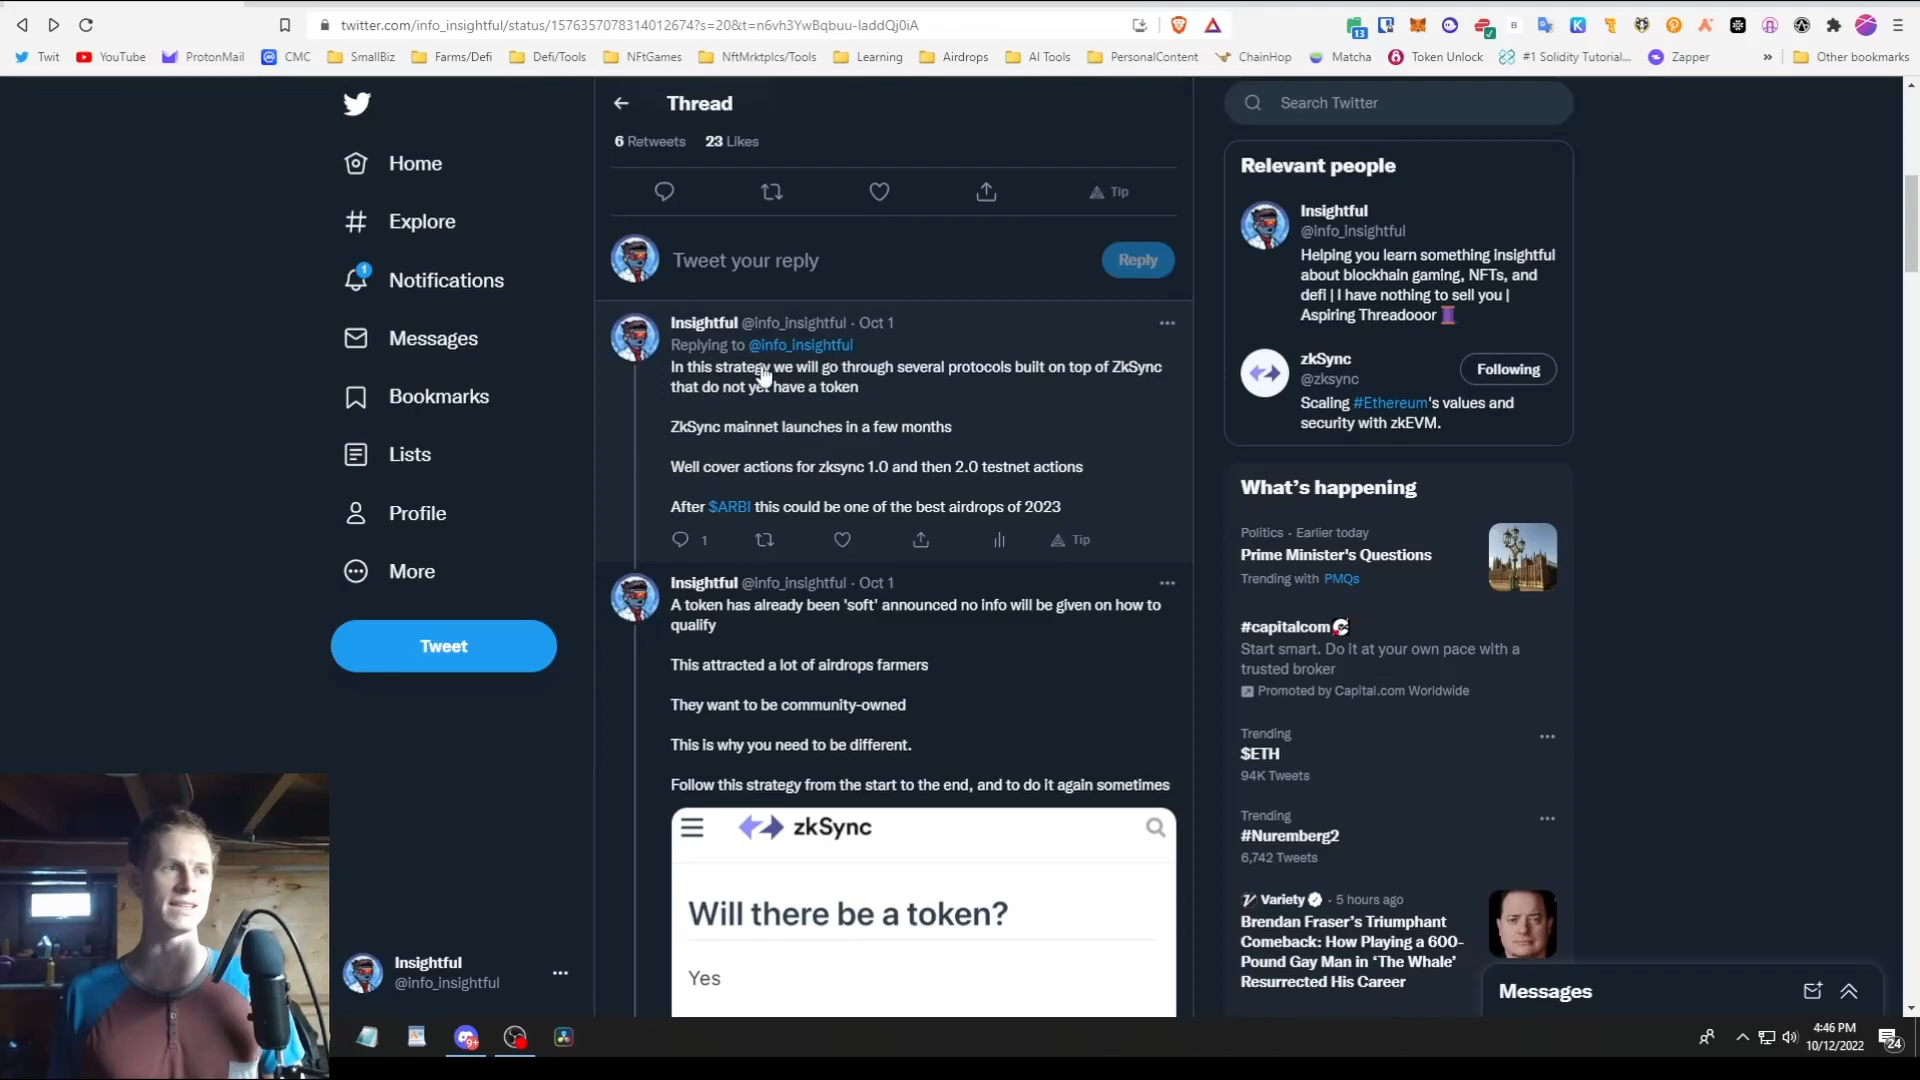 twitter.com/info_insightful/status/1576357078314012674?s=20&t=n6vh3YwBqbuu-laddQj0iA
13
Twit
YouTube
ProtonMail
CMC
SmallBiz
Farms/Defi
Defi/Tools
NFtGames
NftMrktplcs/Tools
Learning
Airdrops
AI Tools
PersonalContent
ChainHop
Matcha
Token Unlock
#1 Solidity Tutorial...
Zapper
»
Other bookmarks
Home
Explore
1
Notifications
Messages
Bookmarks
Lists
Profile
More
Tweet
Insightful
@info_insightful
Thread
6 Retweets 23 Likes
Tip
Tweet your reply
Reply
Insightful @info_insightful · Oct 1
Replying to @info_insightful
In this strategy we will go through several protocols built on top of ZkSync
that do not yet have a token
ZkSync mainnet launches in a few months
Well cover actions for zksync 1.0 and then 2.0 testnet actions
After $ARBI this could be one of the best airdrops of 2023
1
Tip
Insightful @info_insightful · Oct 1
A token has already been 'soft' announced no info will be given on how to
qualify
This attracted a lot of airdrops farmers
They want to be community-owned
This is why you need to be different.
Follow this strategy from the start to the end, and to do it again sometimes
zkSync
Will there be a token?
Yes
Search Twitter
Relevant people
Insightful
@info_insightful
Helping you learn something insightful
about blockhain gaming, NFTs, and
defi | I have nothing to sell you |
Aspiring Threadooor
zkSync
@zksync
Following
Scaling #Ethereum's values and
security with zkEVM.
What's happening
Politics · Earlier today
Prime Minister's Questions
Trending with PMQs
#capitalcom
Start smart. Do it at your own pace with a
trusted broker
Promoted by Capital.com Worldwide
Trending
$ETH
94K Tweets
Trending
#Nuremberg2
6,742 Tweets
Variety · 5 hours ago
Brendan Fraser's Triumphant
Comeback: How Playing a 600-
Pound Gay Man in 'The Whale'
Resurrected His Career
Messages
9+
4:46 PM
10/12/2022
24